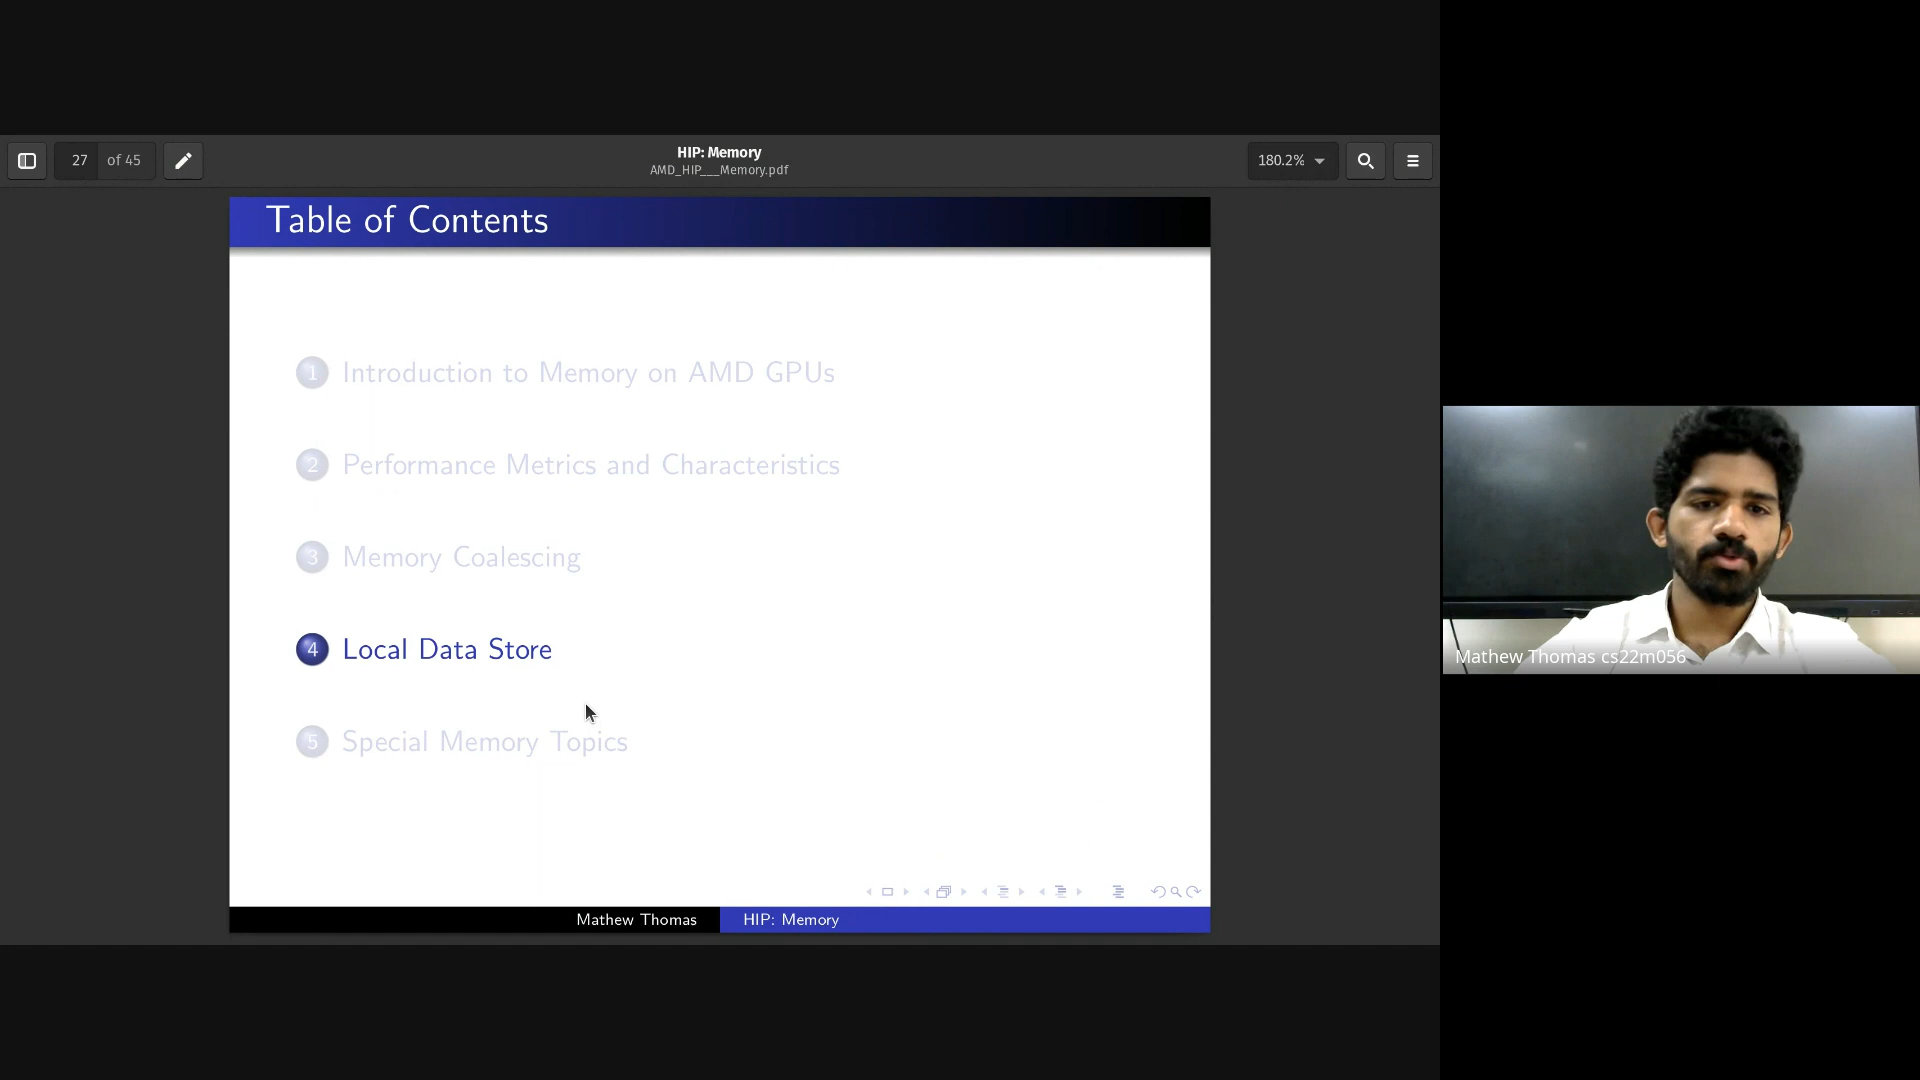 27 of 45
HIP: Memory
AMD_HIP___Memory.pdf
180.2%
Table of Contents
1 Introduction to Memory on AMD GPUs
2 Performance Metrics and Characteristics
3 Memory Coalescing
4 Local Data Store
5 Special Memory Topics
Mathew Thomas HIP: Memory
Mathew Thomas cs22m056